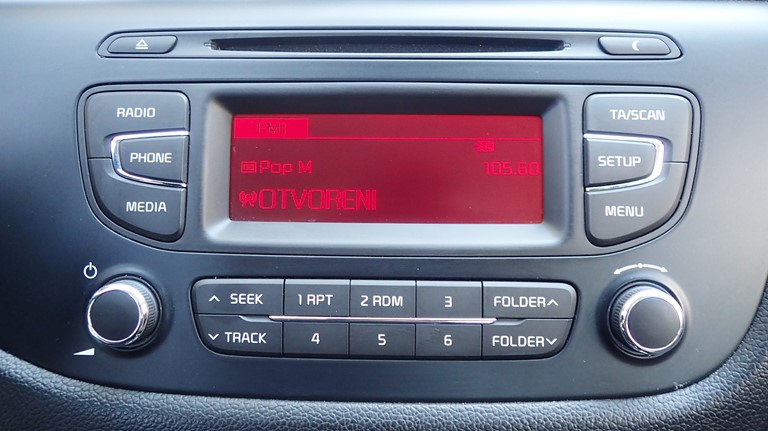 RADIO
PHONE
MEDIA
FM1
Pop M
105.60
OTVORENI
TA/SCAN
SETUP
MENU
SEEK
1 RPT
2 RDM
3
FOLDER
TRACK
4
5
6
FOLDER